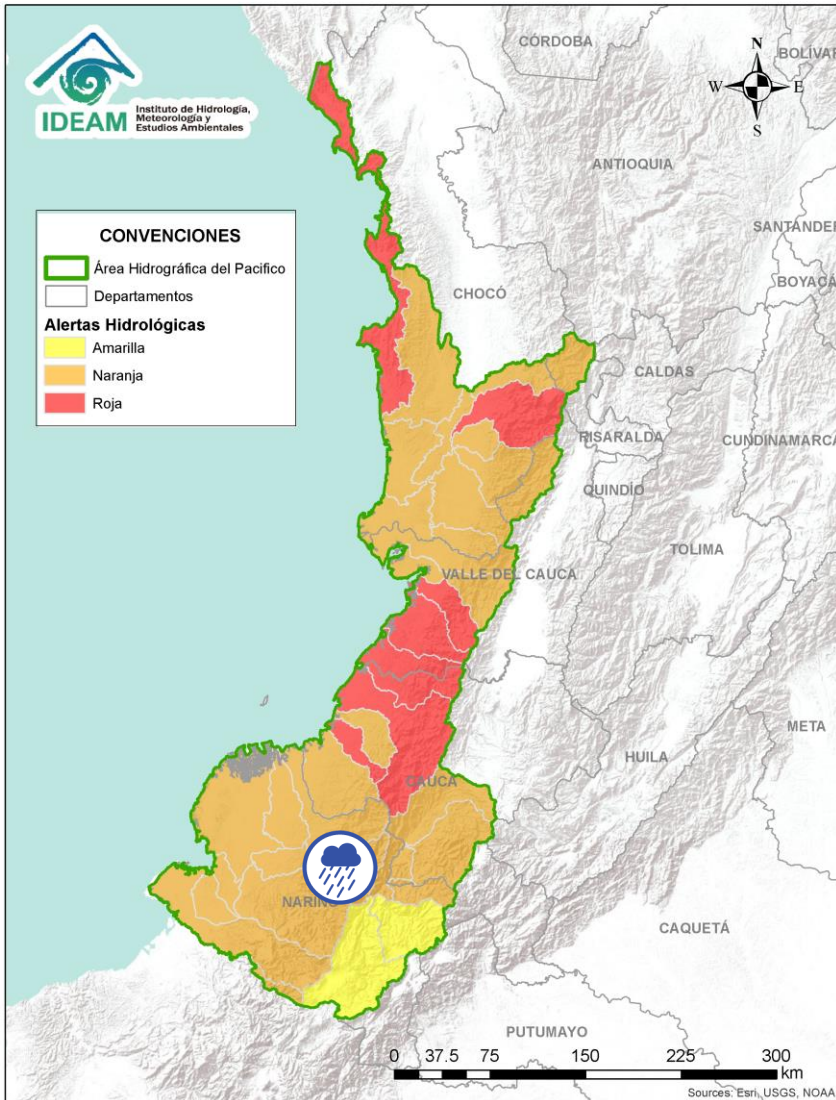 IDEAM
Instituto de Hidrología,
Meteorología y
Estudios Ambientales
CÓRDOBA
BOLÍVAR
N
W
E
S
ANTIOQUIA
CONVENCIONES
Área Hidrográfica del Pacifico
Departamentos
Alertas Hidrológicas
Amarilla
Naranja
Roja
SANTANDER
BOYACÁ
CHOCÓ
CALDAS
RISARALDA
CUNDINAMARCA
QUINDÍO
TOLIMA
VALLE DEL CAUCA
META
HUILA
CAUCA
NARIÑO
CAQUETÁ
PUTUMAYO
0 37.5 75 150 225 300
km
Sources: Esri, USGS, NOAA